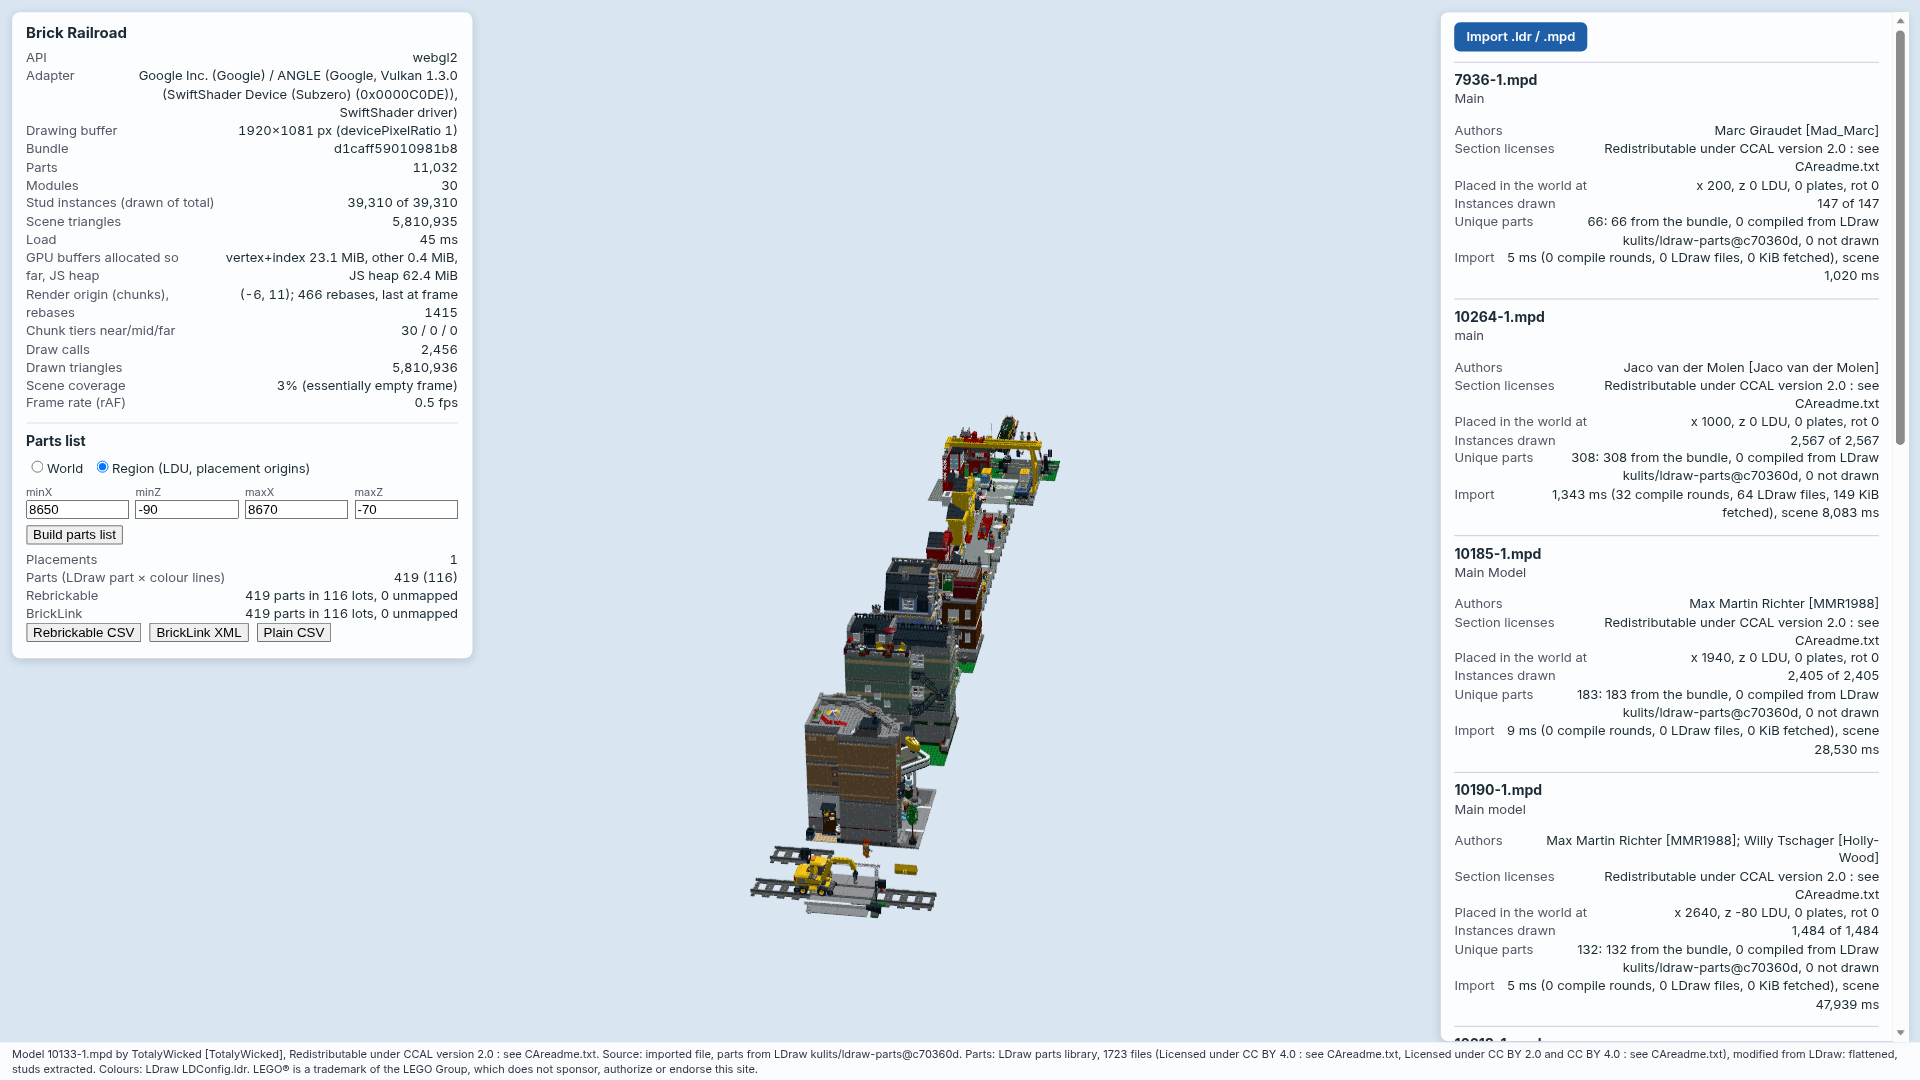 Brick Railroad
API webgl2
Adapter Google Inc. (Google) / ANGLE (Google, Vulkan 1.3.0
(SwiftShader Device (Subzero) (0x0000C0DE)),
SwiftShader driver)
Drawing buffer 1920×1081 px (devicePixelRatio 1)
Bundle d1caff59010981b8
Parts 11,032
Modules 30
Stud instances (drawn of total) 39,310 of 39,310
Scene triangles 5,810,935
Load 45 ms
GPU buffers allocated so vertex+index 23.1 MiB, other 0.4 MiB,
far, JS heap JS heap 62.4 MiB
Render origin (chunks), (-6, 11); 466 rebases, last at frame
rebases 1415
Chunk tiers near/mid/far 30 / 0 / 0
Draw calls 2,456
Drawn triangles 5,810,936
Scene coverage 3% (essentially empty frame)
Frame rate (rAF) 0.5 fps
Parts list
World Region (LDU, placement origins)
minX minZ maxX maxZ
8650 -90 8670 -70
Build parts list
Placements 1
Parts (LDraw part × colour lines) 419 (116)
Rebrickable 419 parts in 116 lots, 0 unmapped
BrickLink 419 parts in 116 lots, 0 unmapped
Rebrickable CSV BrickLink XML Plain CSV
Import .ldr / .mpd
7936-1.mpd
Main
Authors Marc Giraudet [Mad_Marc]
Section licenses Redistributable under CCAL version 2.0 : see
CAreadme.txt
Placed in the world at x 200, z 0 LDU, 0 plates, rot 0
Instances drawn 147 of 147
Unique parts 66: 66 from the bundle, 0 compiled from LDraw
kulits/ldraw-parts@c70360d, 0 not drawn
Import 5 ms (0 compile rounds, 0 LDraw files, 0 KiB fetched), scene
1,020 ms
10264-1.mpd
main
Authors Jaco van der Molen [Jaco van der Molen]
Section licenses Redistributable under CCAL version 2.0 : see
CAreadme.txt
Placed in the world at x 1000, z 0 LDU, 0 plates, rot 0
Instances drawn 2,567 of 2,567
Unique parts 308: 308 from the bundle, 0 compiled from LDraw
kulits/ldraw-parts@c70360d, 0 not drawn
Import 1,343 ms (32 compile rounds, 64 LDraw files, 149 KiB
fetched), scene 8,083 ms
10185-1.mpd
Main Model
Authors Max Martin Richter [MMR1988]
Section licenses Redistributable under CCAL version 2.0 : see
CAreadme.txt
Placed in the world at x 1940, z 0 LDU, 0 plates, rot 0
Instances drawn 2,405 of 2,405
Unique parts 183: 183 from the bundle, 0 compiled from LDraw
kulits/ldraw-parts@c70360d, 0 not drawn
Import 9 ms (0 compile rounds, 0 LDraw files, 0 KiB fetched), scene
28,530 ms
10190-1.mpd
Main model
Authors Max Martin Richter [MMR1988]; Willy Tschager [Holly-
Wood]
Section licenses Redistributable under CCAL version 2.0 : see
CAreadme.txt
Placed in the world at x 2640, z -80 LDU, 0 plates, rot 0
Instances drawn 1,484 of 1,484
Unique parts 132: 132 from the bundle, 0 compiled from LDraw
kulits/ldraw-parts@c70360d, 0 not drawn
Import 5 ms (0 compile rounds, 0 LDraw files, 0 KiB fetched), scene
47,939 ms
Model 10133-1.mpd by TotalyWicked [TotalyWicked], Redistributable under CCAL version 2.0 : see CAreadme.txt. Source: imported file, parts from LDraw kulits/ldraw-parts@c70360d. Parts: LDraw parts library, 1723 files (Licensed under CC BY 4.0 : see CAreadme.txt, Licensed under CC BY 2.0 and CC BY 4.0 : see CAreadme.txt), modified from LDraw: flattened,
studs extracted. Colours: LDraw LDConfig.ldr. LEGO® is a trademark of the LEGO Group, which does not sponsor, authorize or endorse this site.